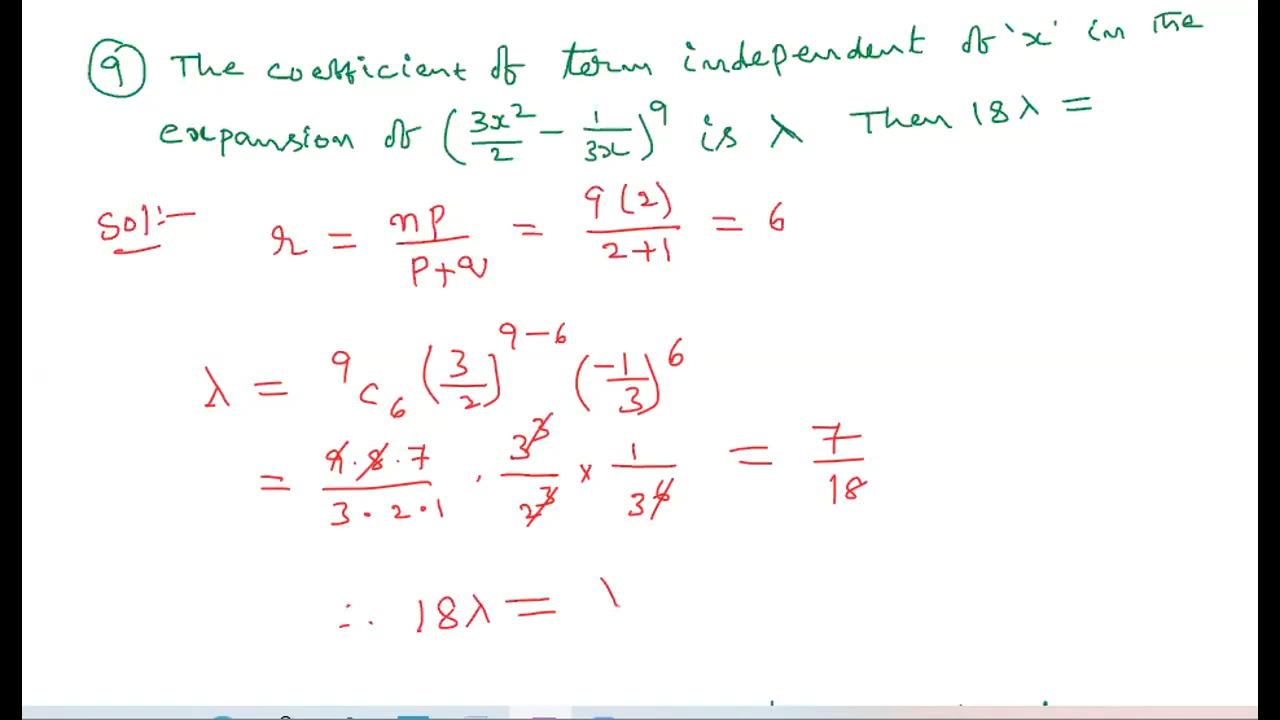 9 The coefficient of term independent of 'x' in the
expansion of (3x²/2 − 1/3x)⁹ is λ Then 18λ =
Sol:−
r = np/p+q = 9(2)/2+1 = 6
λ = ⁹C₆ (3/2)⁹⁻⁶ (−1/3)⁶
= 9·8·7/3·2·1 · 3³/2³ × 1/3⁶ = 7/18
∴ 18λ =